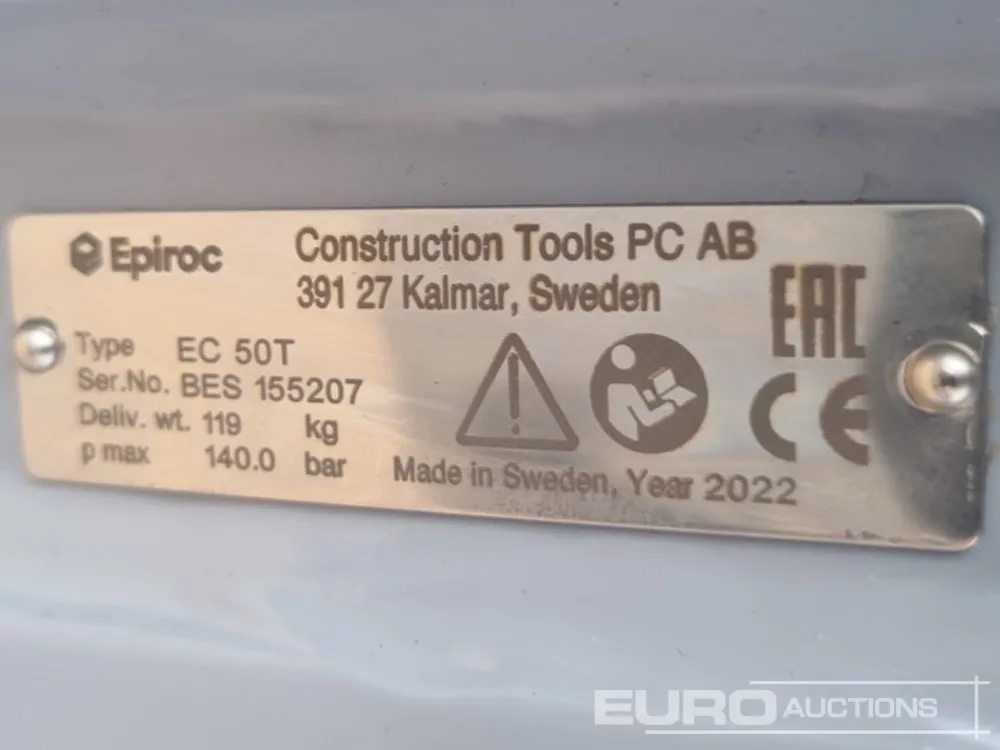 Epiroc
Construction Tools PC AB
391 27 Kalmar, Sweden
EAC
Type EC 50T
Ser.No. BES 155207
Deliv. wt. 119 kg
p max 140.0 bar
CE
Made in Sweden, Year 2022
EURO AUCTIONS